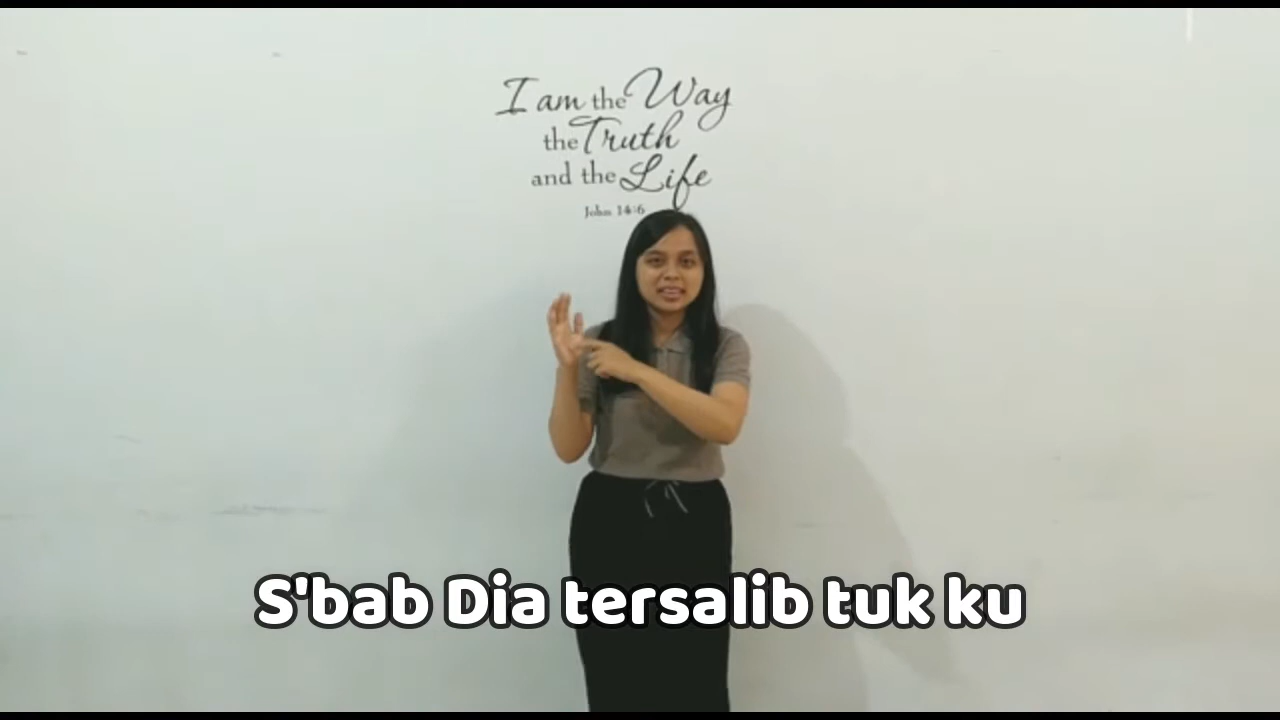 I am the Way
the Truth
and the Life
John 14:6
S'bab Dia tersalib tuk ku